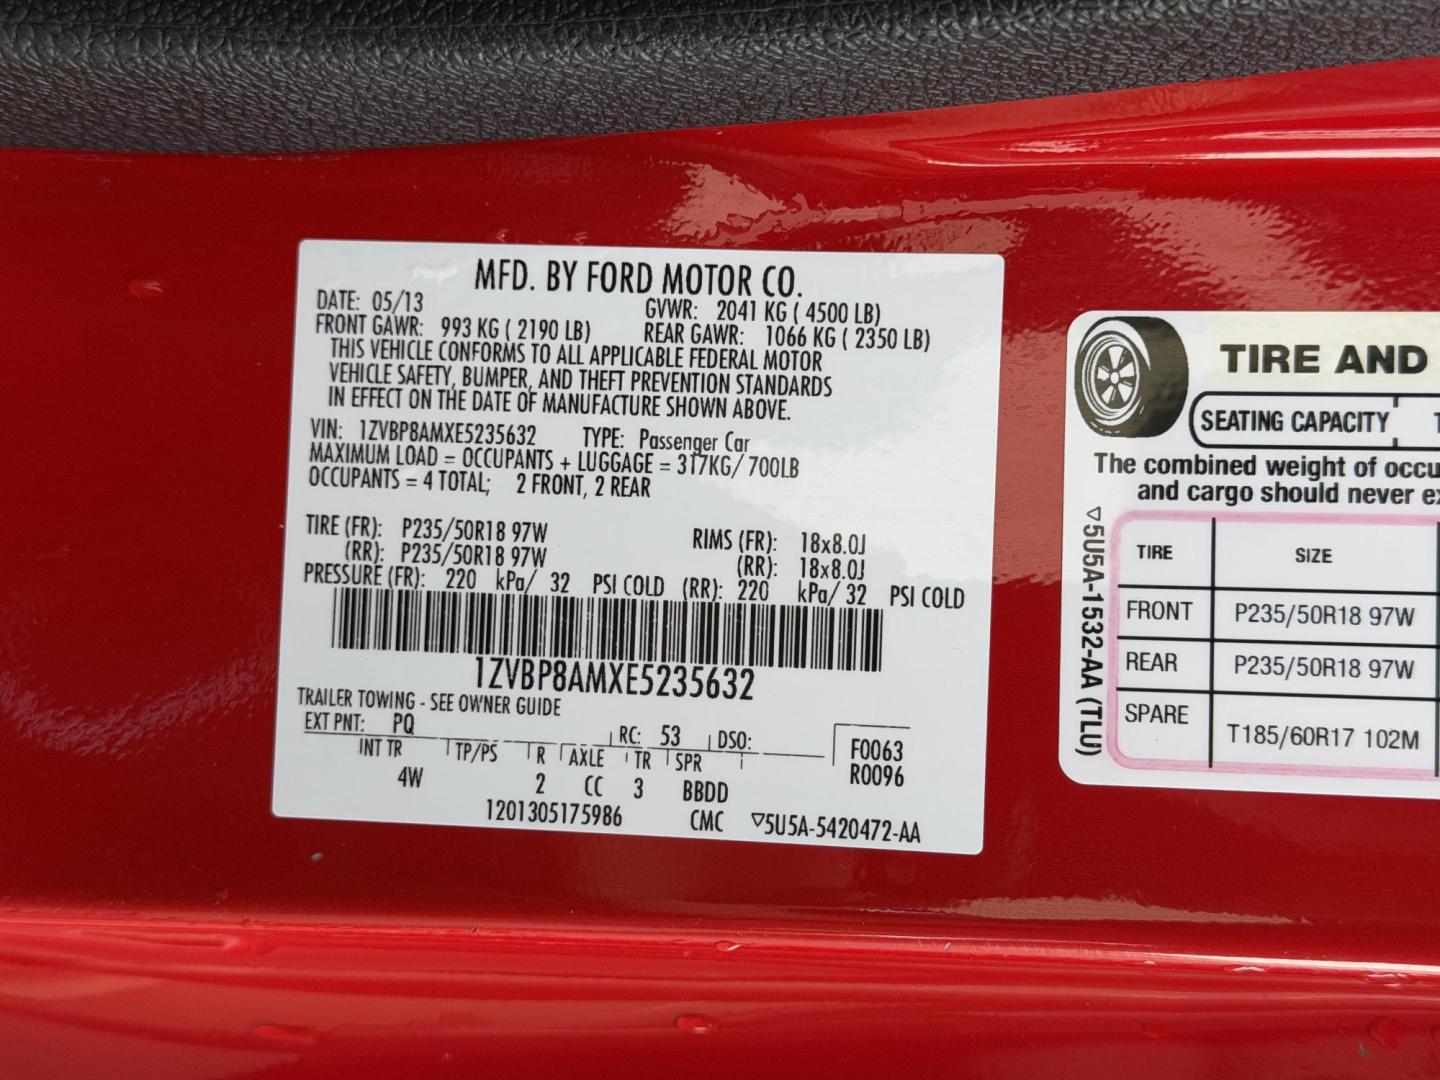 MFD. BY FORD MOTOR CO.
DATE: 05/13 GVWR: 2041 KG ( 4500 LB)
FRONT GAWR: 993 KG ( 2190 LB) REAR GAWR: 1066 KG ( 2350 LB)
THIS VEHICLE CONFORMS TO ALL APPLICABLE FEDERAL MOTOR
VEHICLE SAFETY, BUMPER, AND THEFT PREVENTION STANDARDS
IN EFFECT ON THE DATE OF MANUFACTURE SHOWN ABOVE.
VIN: 1ZVBP8AMXE5235632 TYPE: Passenger Car
MAXIMUM LOAD = OCCUPANTS + LUGGAGE = 317KG/ 700LB
OCCUPANTS = 4 TOTAL; 2 FRONT, 2 REAR
TIRE (FR): P235/50R18 97W RIMS (FR): 18x8.0J
(RR): P235/50R18 97W (RR): 18x8.0J
PRESSURE (FR): 220 kPa/ 32 PSI COLD (RR): 220 kPa/ 32 PSI COLD
1ZVBP8AMXE5235632
TRAILER TOWING - SEE OWNER GUIDE
EXT PNT: PQ RC: 53 DSO: F0063
INT TR TP/PS R AXLE TR SPR R0096
4W 2 CC 3 BBDD
1201305175986 CMC ▽5U5A-5420472-AA
TIRE AND
SEATING CAPACITY
The combined weight of occu
and cargo should never ex
▽5U5A-1532-AA (TLU)
TIRE SIZE
FRONT P235/50R18 97W
REAR P235/50R18 97W
SPARE T185/60R17 102M